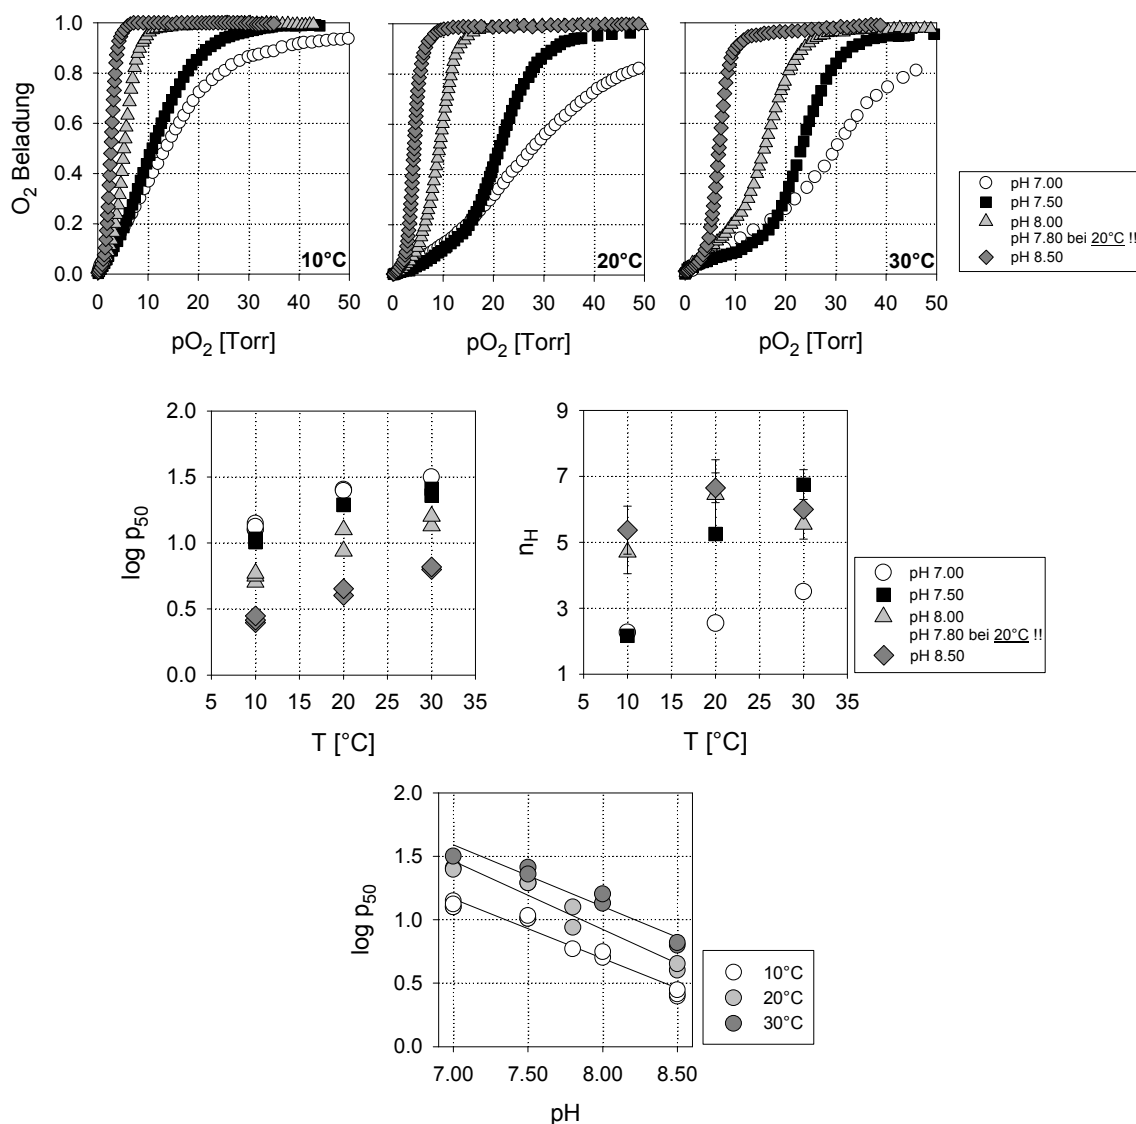 O2 Beladung
1.0
0.8
0.6
0.4
0.2
0.0
10°C
20°C
30°C
0 10 20 30 40 50
0 10 20 30 40 50
0 10 20 30 40 50
pO2 [Torr]
pO2 [Torr]
pO2 [Torr]
pH 7.00
pH 7.50
pH 8.00
pH 7.80 bei 20°C !!
pH 8.50
log p50
2.0
1.5
1.0
0.5
0.0
5 10 15 20 25 30 35
T [°C]
nH
9
7
5
3
1
5 10 15 20 25 30 35
T [°C]
pH 7.00
pH 7.50
pH 8.00
pH 7.80 bei 20°C !!
pH 8.50
log p50
2.0
1.5
1.0
0.5
0.0
7.00 7.50 8.00 8.50
pH
10°C
20°C
30°C